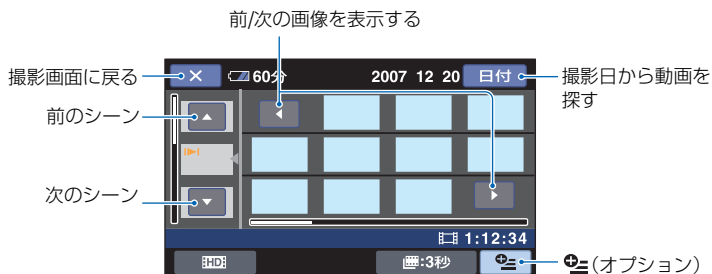 前/次の画像を表示する
撮影画面に戻る
60分
2007 12 20
日付
撮影日から動画を
探す
前のシーン
次のシーン
1:12:34
HD
:3秒
(オプション)